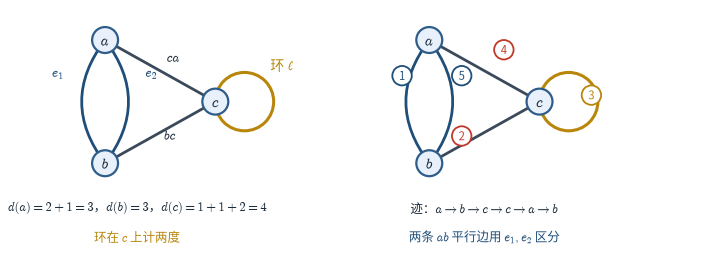 a
ca
e₁
e₂
环 ℓ
c
bc
b
d(a) = 2 + 1 = 3，d(b) = 3，d(c) = 1 + 1 + 2 = 4
环在 c 上计两度
a
4
1
5
3
c
2
b
迹：a → b → c → c → a → b
两条 ab 平行边用 e₁, e₂ 区分